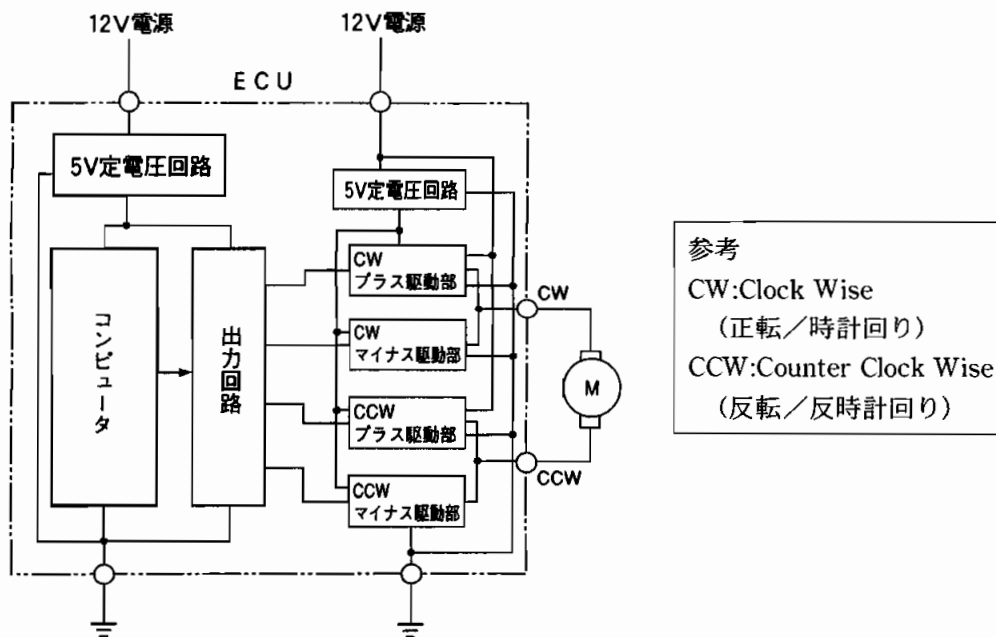 12V電源
12V電源
ECU
5V定電圧回路
5V定電圧回路
コンピュータ
出力回路
CW
プラス駆動部
CW
マイナス駆動部
CCW
プラス駆動部
CCW
マイナス駆動部
CW
M
CCW
参考
CW:Clock Wise
(正転/時計回り)
CCW:Counter Clock Wise
(反転/反時計回り)